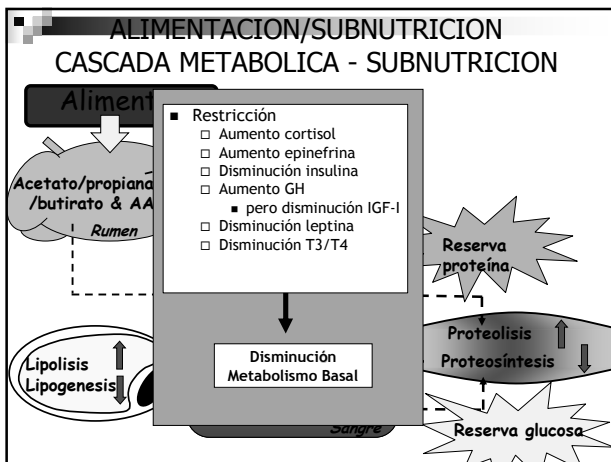 ALIMENTACION/SUBNUTRICION
CASCADA METABOLICA - SUBNUTRICION
Aliment
Restricción
Aumento cortisol
Aumento epinefrina
Disminución insulina
Aumento GH
pero disminución IGF-I
Disminución leptina
Disminución T3/T4
Acetato/propiana
/butirato & AA
Rumen
Reserva
proteína
Proteolisis
Proteosíntesis
Lipolisis
Lipogenesis
Disminución
Metabolismo Basal
Sangre
Reserva glucosa